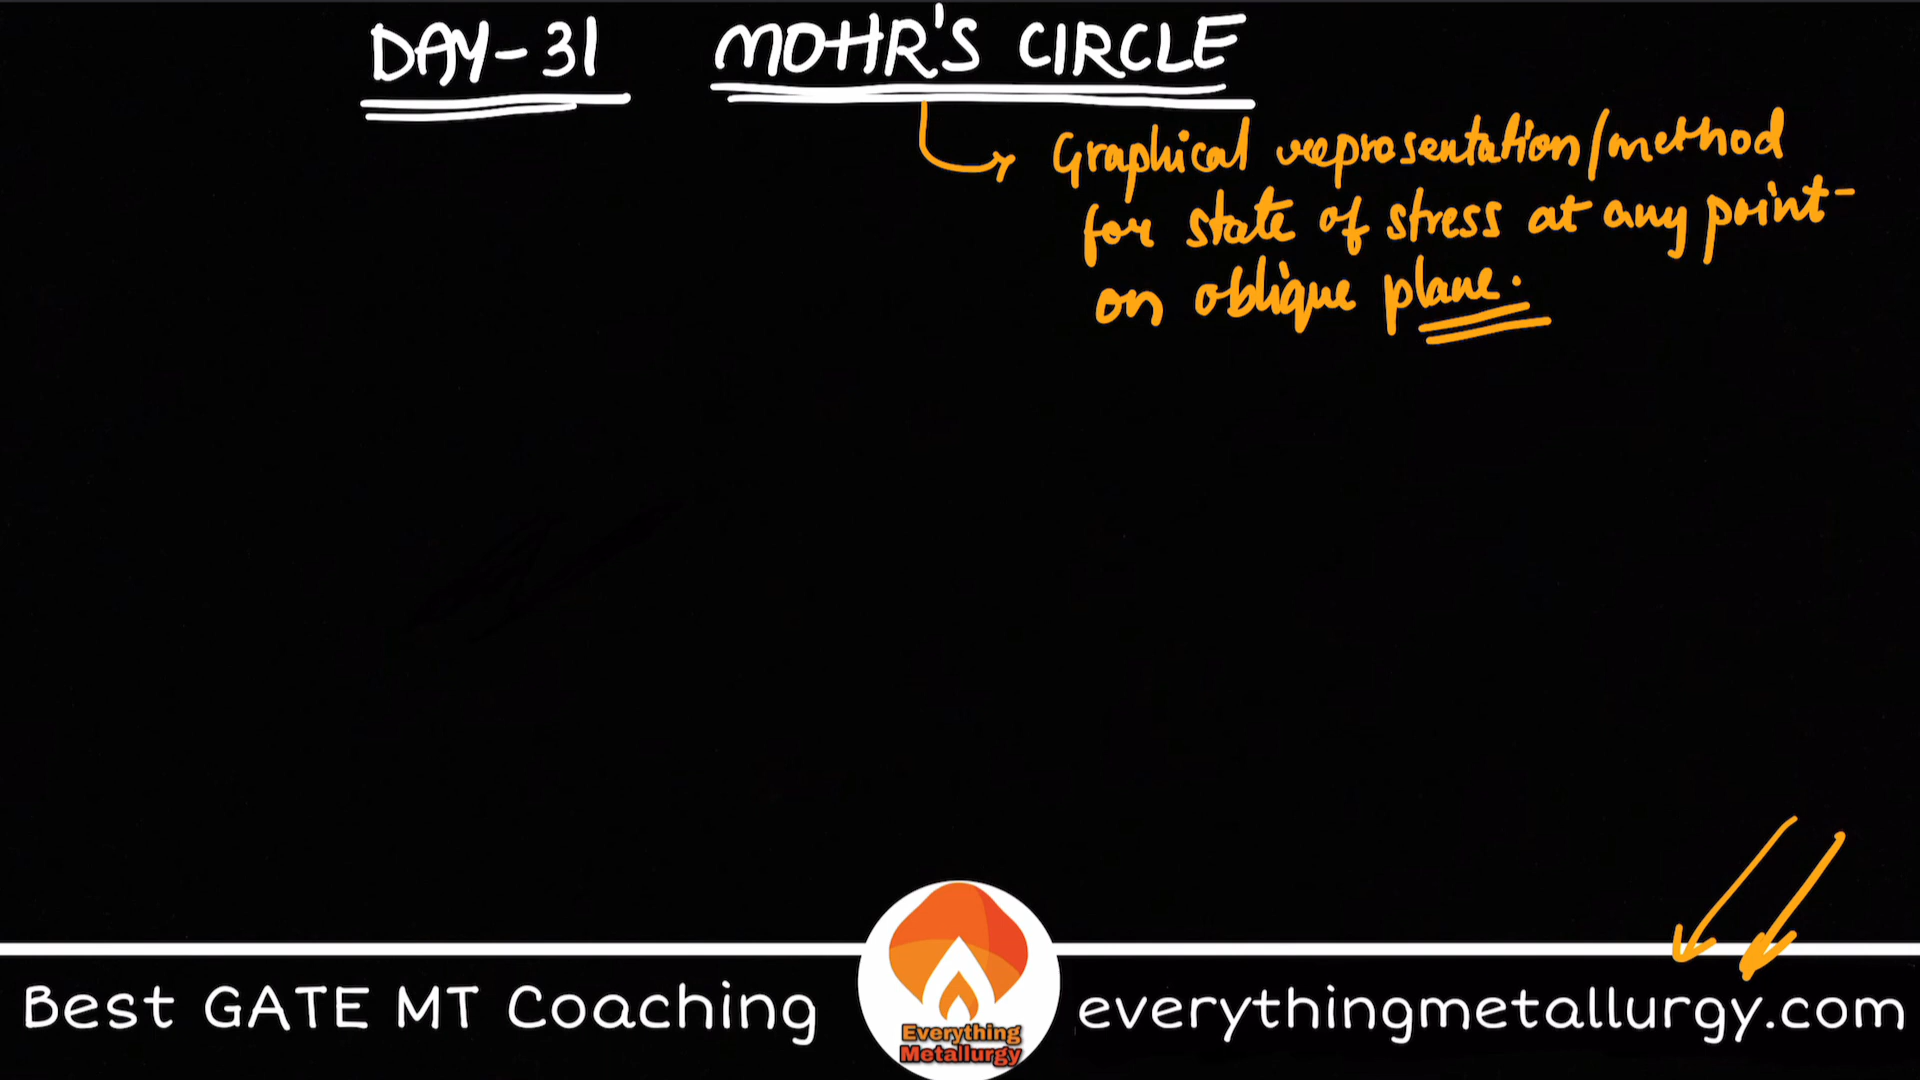 DAY-31 MOHR'S CIRCLE
Graphical representation/method
for state of stress at any point
on oblique plane.
Best GATE MT Coaching
Everything
Metallurgy
everythingmetallurgy.com